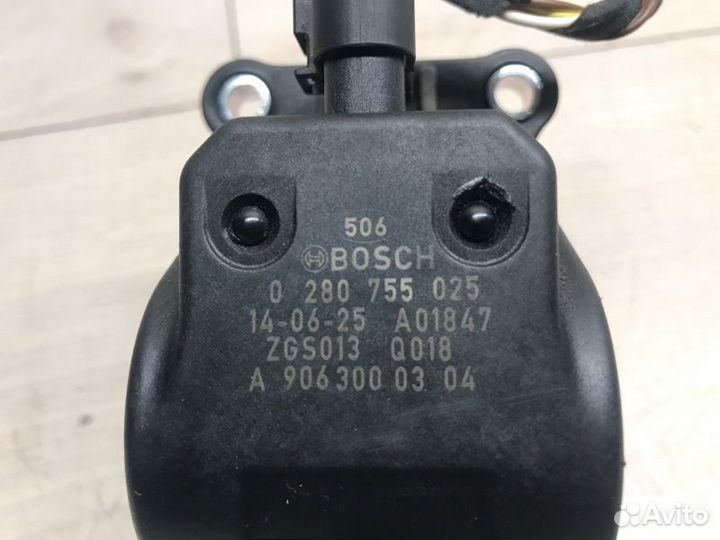 506
BOSCH
0 280 755 025
14-06-25 A01847
ZGS013 Q018
A 906 300 03 04
Avito